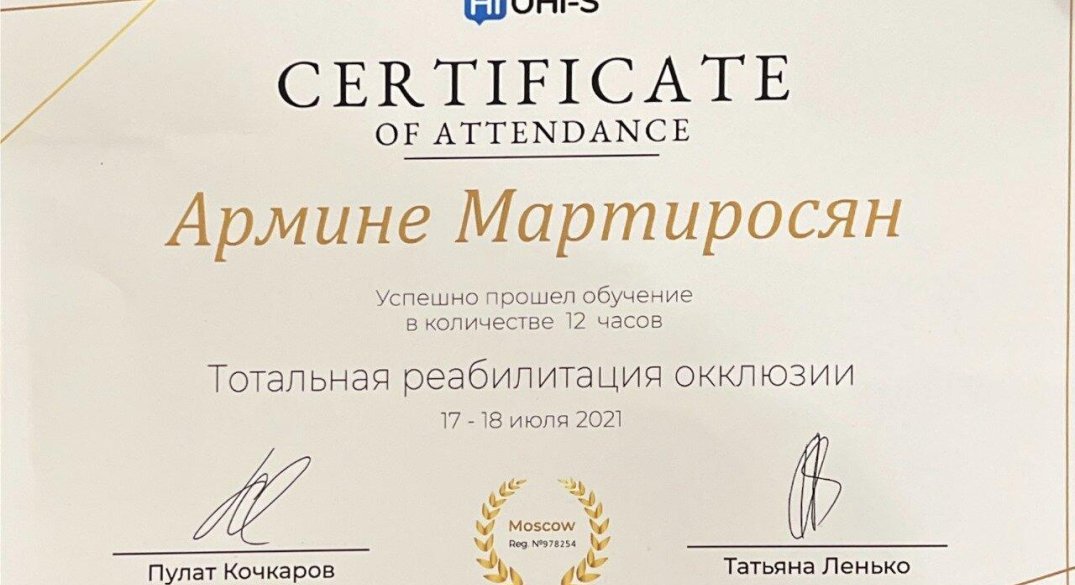 OHI-S
CERTIFICATE
OF ATTENDANCE
Армине Мартиросян
Успешно прошел обучение
в количестве 12 часов
Тотальная реабилитация окклюзии
17 - 18 июля 2021
Moscow
Reg. №978254
Пулат Кочкаров
Татьяна Ленько